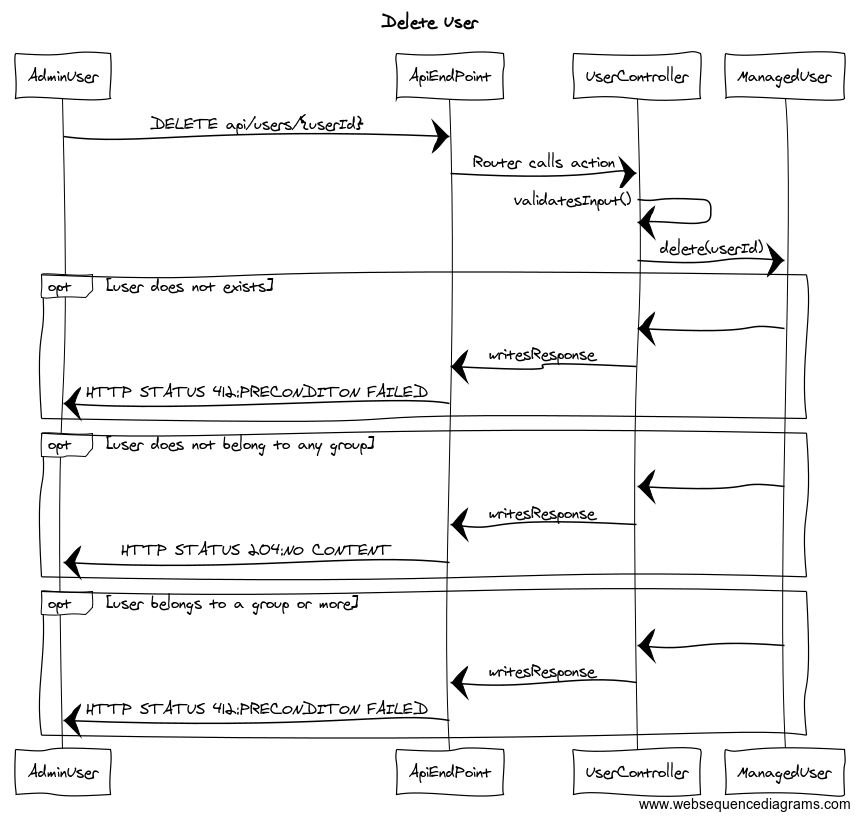 Delete User
AdminUser
ApiEndPoint
UserController
ManagedUser
DELETE api/users/{userId}
Router calls action
validatesInput()
delete(userId)
opt
[user does not exists]
writesResponse
HTTP STATUS 412:PRECONDITON FAILED
opt
[user does not belong to any group]
writesResponse
HTTP STATUS 204:NO CONTENT
opt
[user belongs to a group or more]
writesResponse
HTTP STATUS 412:PRECONDITON FAILED
AdminUser
ApiEndPoint
UserController
ManagedUser
www.websequencediagrams.com